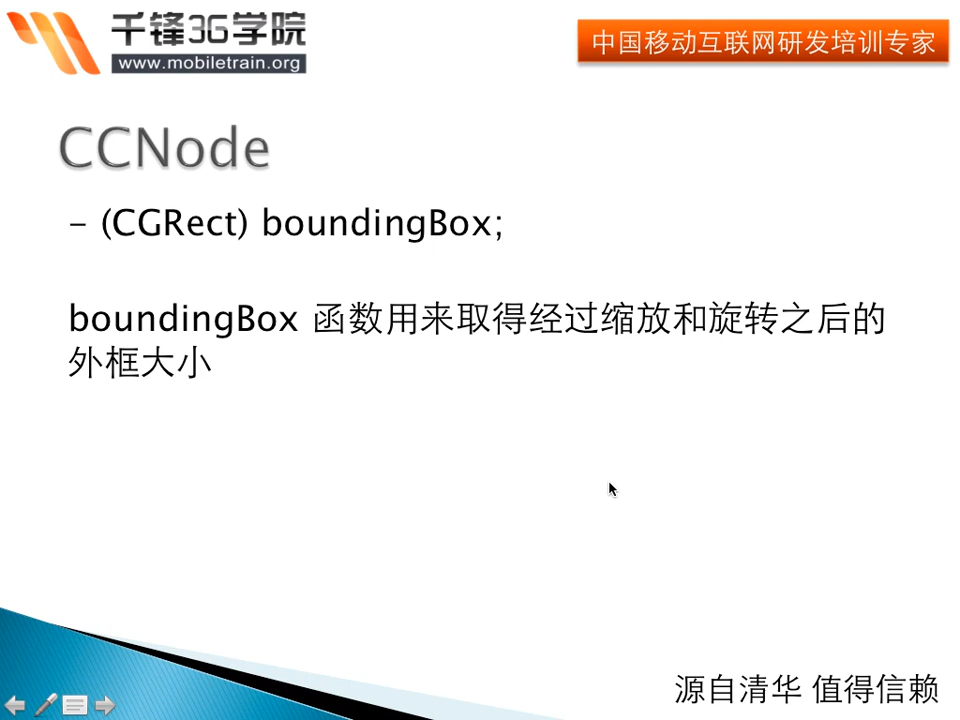 千锋3G学院
www.mobiletrain.org
中国移动互联网研发培训专家
CCNode
– (CGRect) boundingBox;
boundingBox 函数用来取得经过缩放和旋转之后的
外框大小
源自清华 值得信赖